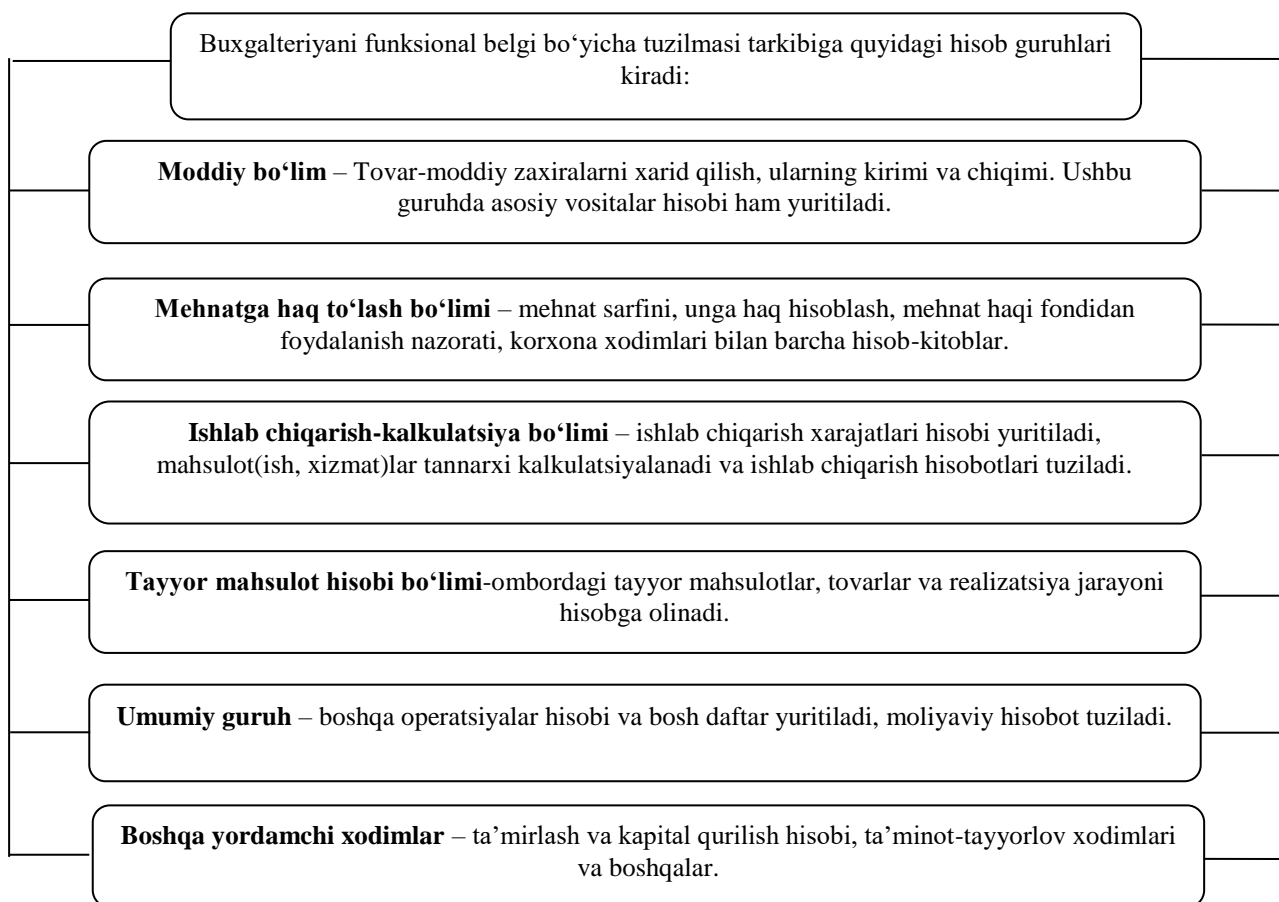 Buxgalteriyani funksional belgi bo‘yicha tuzilmasi tarkibiga quyidagi hisob guruhlari
kiradi:
Moddiy bo‘lim – Tovar-moddiy zaxiralarni xarid qilish, ularning kirimi va chiqimi. Ushbu
guruhda asosiy vositalar hisobi ham yuritiladi.
Mehnatga haq to‘lash bo‘limi – mehnat sarfini, unga haq hisoblash, mehnat haqi fondidan
foydalanish nazorati, korxona xodimlari bilan barcha hisob-kitoblar.
Ishlab chiqarish-kalkulatsiya bo‘limi – ishlab chiqarish xarajatlari hisobi yuritiladi,
mahsulot(ish, xizmat)lar tannarxi kalkulatsiyalanadi va ishlab chiqarish hisobotlari tuziladi.
Tayyor mahsulot hisobi bo‘limi-ombordagi tayyor mahsulotlar, tovarlar va realizatsiya jarayoni
hisobga olinadi.
Umumiy guruh – boshqa operatsiyalar hisobi va bosh daftar yuritiladi, moliyaviy hisobot tuziladi.
Boshqa yordamchi xodimlar – ta’mirlash va kapital qurilish hisobi, ta’minot-tayyorlov xodimlari
va boshqalar.